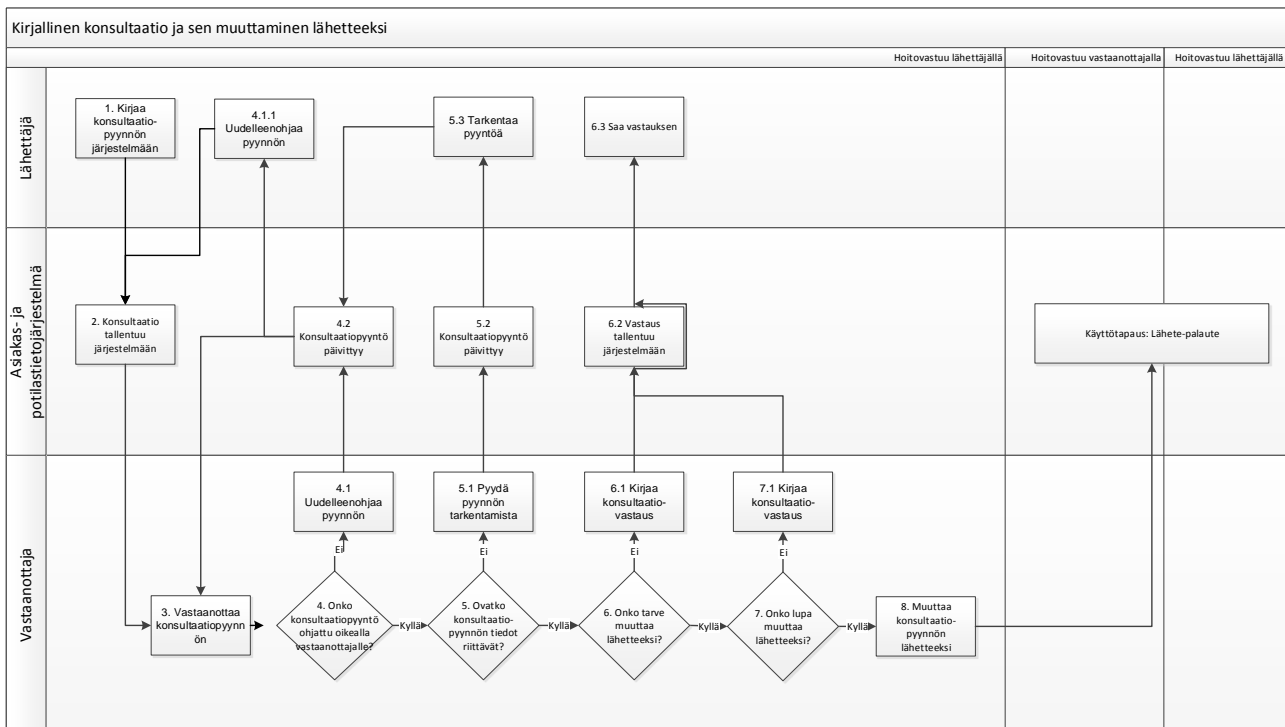 Kirjallinen konsultaatio ja sen muuttaminen lähetteeksi
Hoitovastuu lähettäjällä
Hoitovastuu vastaanottajalla
Hoitovastuu lähettäjällä
Lähettäjä
1. Kirjaa
konsultaatio-
pyynnön
järjestelmään
4.1.1
Uudelleenohjaa
pyynnön
5.3 Tarkentaa
pyyntöä
6.3 Saa vastauksen
Asiakas- ja
potilastietojärjestelmä
2. Konsultaatio
tallentuu
järjestelmään
4.2
Konsultaatiopyyntö
päivittyy
5.2
Konsultaatiopyyntö
päivittyy
6.2 Vastaus
tallentuu
järjestelmään
Käyttötapaus: Lähete-palaute
Vastaanottaja
4.1
Uudelleenohjaa
pyynnön
5.1 Pyydä
pyynnön
tarkentamista
6.1 Kirjaa
konsultaatio-
vastaus
7.1 Kirjaa
konsultaatio-
vastaus
Ei
Ei
Ei
Ei
3. Vastaanottaa
konsultaatiopyynn
ön
4. Onko
konsultaatiopyyntö
ohjattu oikealla
vastaanottajalle?
Kyllä
5. Ovatko
konsultaatio-
pyynnön tiedot
riittävät?
Kyllä
6. Onko tarve
muuttaa
lähetteeksi?
Kyllä
7. Onko lupa
muuttaa
lähetteeksi?
Kyllä
8. Muuttaa
konsultaatio-
pyynnön
lähetteeksi